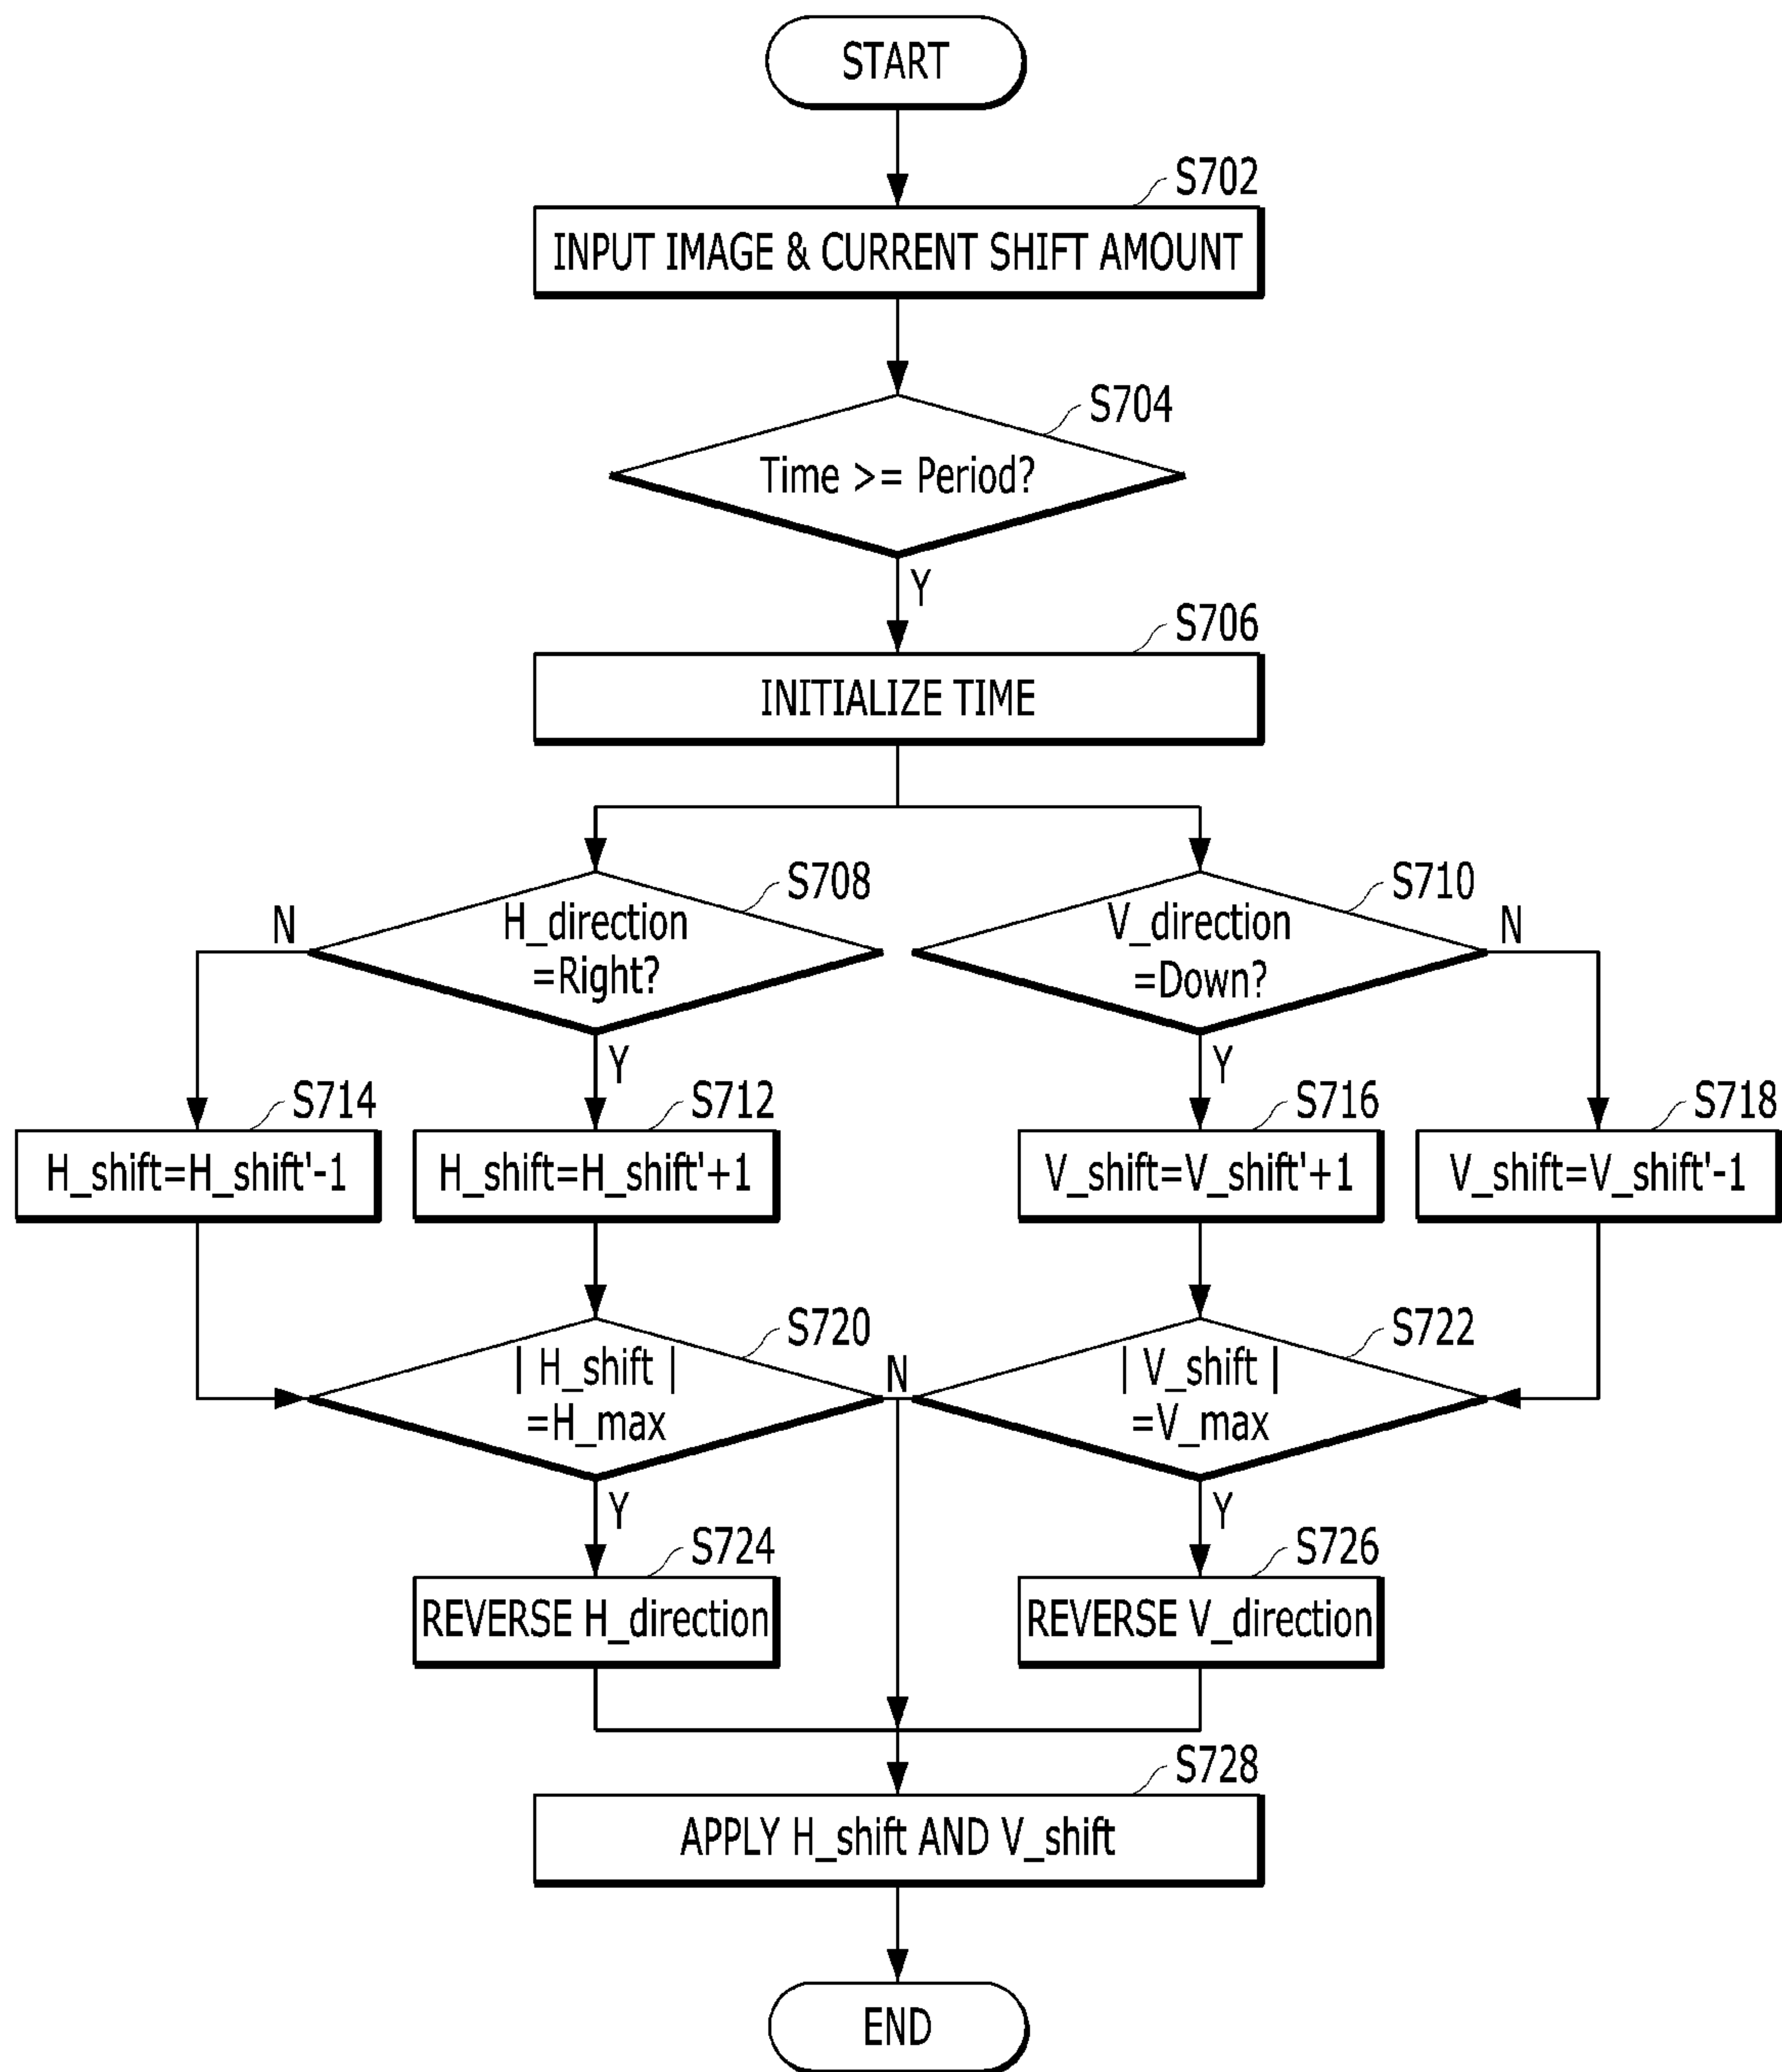 START
S702
INPUT IMAGE & CURRENT SHIFT AMOUNT
S704
Time >= Period?
Y
S706
INITIALIZE TIME
S708
H_direction
=Right?
N
Y
S710
V_direction
=Down?
N
Y
S714
H_shift=H_shift'-1
S712
H_shift=H_shift'+1
S716
V_shift=V_shift'+1
S718
V_shift=V_shift'-1
S720
| H_shift |
=H_max
N
S722
| V_shift |
=V_max
Y
Y
S724
REVERSE H_direction
S726
REVERSE V_direction
S728
APPLY H_shift AND V_shift
END